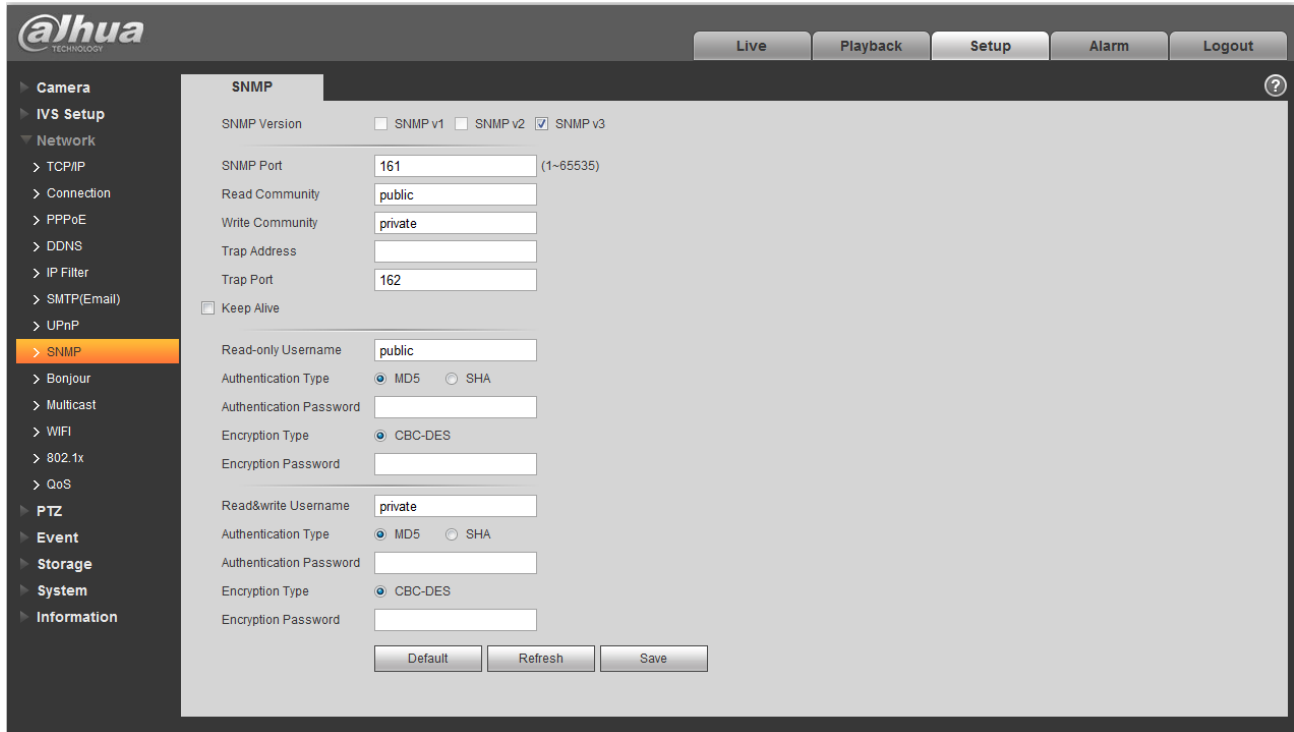 alhua
TECHNOLOGY
Live Playback Setup Alarm Logout
Camera
IVS Setup
Network
> TCP/IP
> Connection
> PPPoE
> DDNS
> IP Filter
> SMTP(Email)
> UPnP
> SNMP
> Bonjour
> Multicast
> WIFI
> 802.1x
> QoS
PTZ
Event
Storage
System
Information
SNMP ?
SNMP Version SNMP v1 SNMP v2 SNMP v3
SNMP Port 161 (1~65535)
Read Community public
Write Community private
Trap Address
Trap Port 162
Keep Alive
Read-only Username public
Authentication Type MD5 SHA
Authentication Password
Encryption Type CBC-DES
Encryption Password
Read&write Username private
Authentication Type MD5 SHA
Authentication Password
Encryption Type CBC-DES
Encryption Password
Default Refresh Save